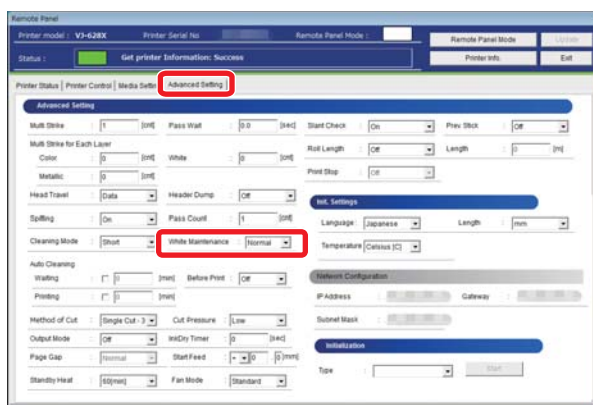 Remote Panel
Printer model : VJ-628X Printer Serial No Remote Panel Mode : Remote Panel Mode Update
Status : Get printer Information: Success Printer Info. Exit
Printer Status Printer Control Media Setting Advanced Setting
Advanced Setting
Multi Strike : 1 [cnt] Pass Wait : 0.0 [sec] Slant Check : On Prev Stick : Off
Multi Strike for Each Layer Roll Length : Off Length : 0 [m]
Color : 0 [cnt] White : 0 [cnt]
Metallic : 0 [cnt] Print Stop : Off
Head Travel : Data Header Dump : Off Init. Settings
Spitting : On Pass Count : 1 [cnt] Language : Japanese Length : mm
Cleaning Mode : Short White Maintenance : Normal Temperature : Celsius [C]
Auto Cleaning
Waiting : 0 [min] Before Print : Off Network Configuration
Printing : 0 [min] IP Address : Gateway :
Method of Cut : Single Cut - 3 Cut Pressure : Low Subnet Mask :
Output Mode : Off InkDry Timer : 0 [sec] Initialization
Page Gap : Normal Start Feed : + 0 . 0 [mm] Type : Start
Standby Heat : 60[min] Fan Mode : Standard